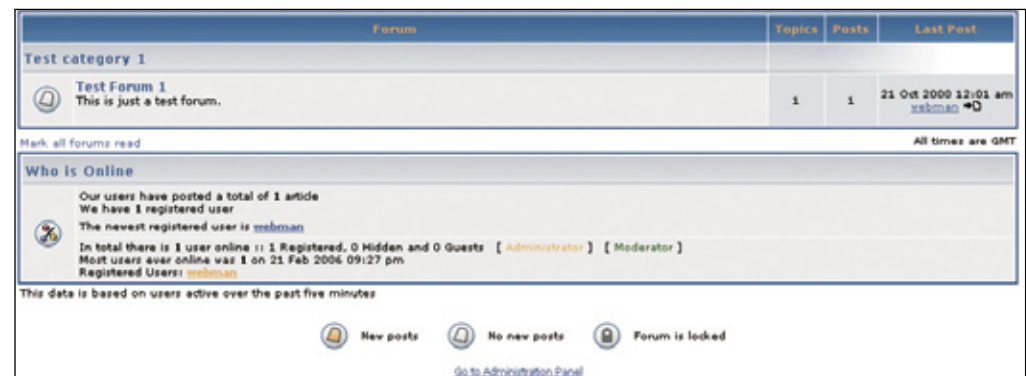 Forum Topics Posts Last Post
Test category 1
Test Forum 1
This is just a test forum.
1 1
21 Oct 2000 12:01 am
webman
Mark all forums read All times are GMT
Who is Online
Our users have posted a total of 1 article
We have 1 registered user
The newest registered user is webman
In total there is 1 user online :: 1 Registered, 0 Hidden and 0 Guests [ Administrator ] [ Moderator ]
Most users ever online was 1 on 21 Feb 2006 09:27 pm
Registered Users: webman
This data is based on users active over the past five minutes
New posts No new posts Forum is locked
Go to Administration Panel